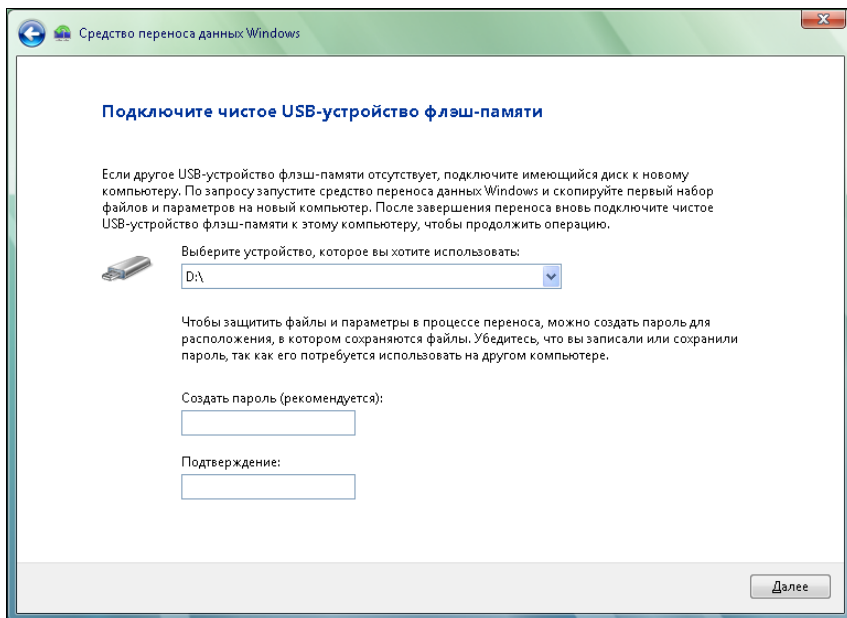 Средство переноса данных Windows
Подключите чистое USB-устройство флэш-памяти
Если другое USB-устройство флэш-памяти отсутствует, подключите имеющийся диск к новому
компьютеру. По запросу запустите средство переноса данных Windows и скопируйте первый набор
файлов и параметров на новый компьютер. После завершения переноса вновь подключите чистое
USB-устройство флэш-памяти к этому компьютеру, чтобы продолжить операцию.
Выберите устройство, которое вы хотите использовать:
D:\
Чтобы защитить файлы и параметры в процессе переноса, можно создать пароль для
расположения, в котором сохраняются файлы. Убедитесь, что вы записали или сохранили
пароль, так как его потребуется использовать на другом компьютере.
Создать пароль (рекомендуется):
Подтверждение:
Далее